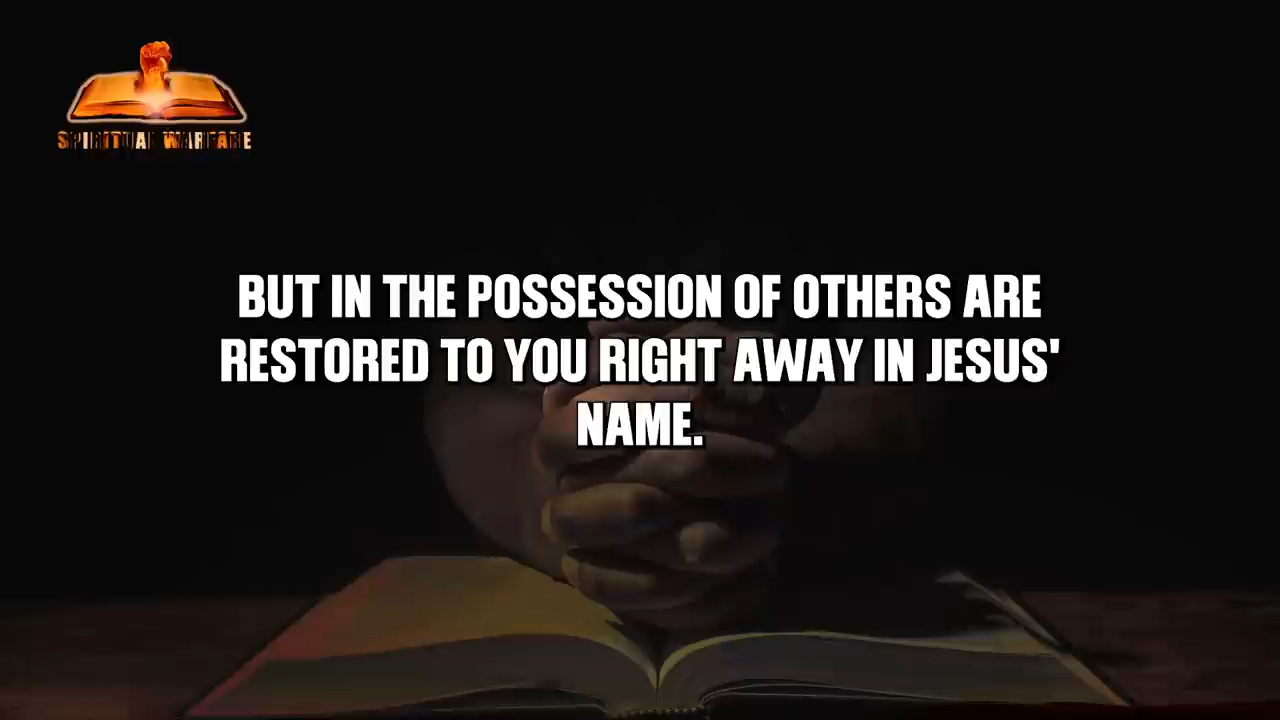 SPIRITUAL WARFARE
BUT IN THE POSSESSION OF OTHERS ARE
RESTORED TO YOU RIGHT AWAY IN JESUS'
NAME.